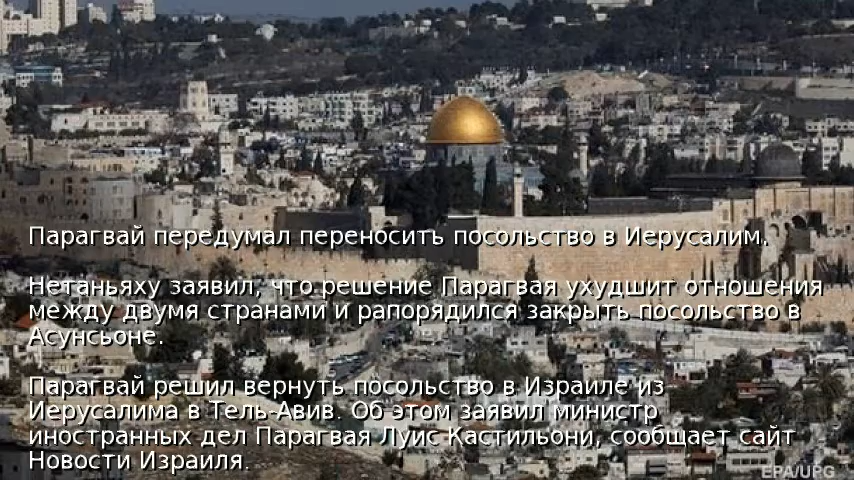 Парагвай передумал переносить посольство в Иерусалим.
Нетаньяху заявил, что решение Парагвая ухудшит отношения
между двумя странами и рапорядился закрыть посольство в
Асунсьоне.
Парагвай решил вернуть посольство в Израиле из
Иерусалима в Тель-Авив. Об этом заявил министр
иностранных дел Парагвая Луис Кастильони, сообщает сайт
Новости Израиля.
EPA/UPG